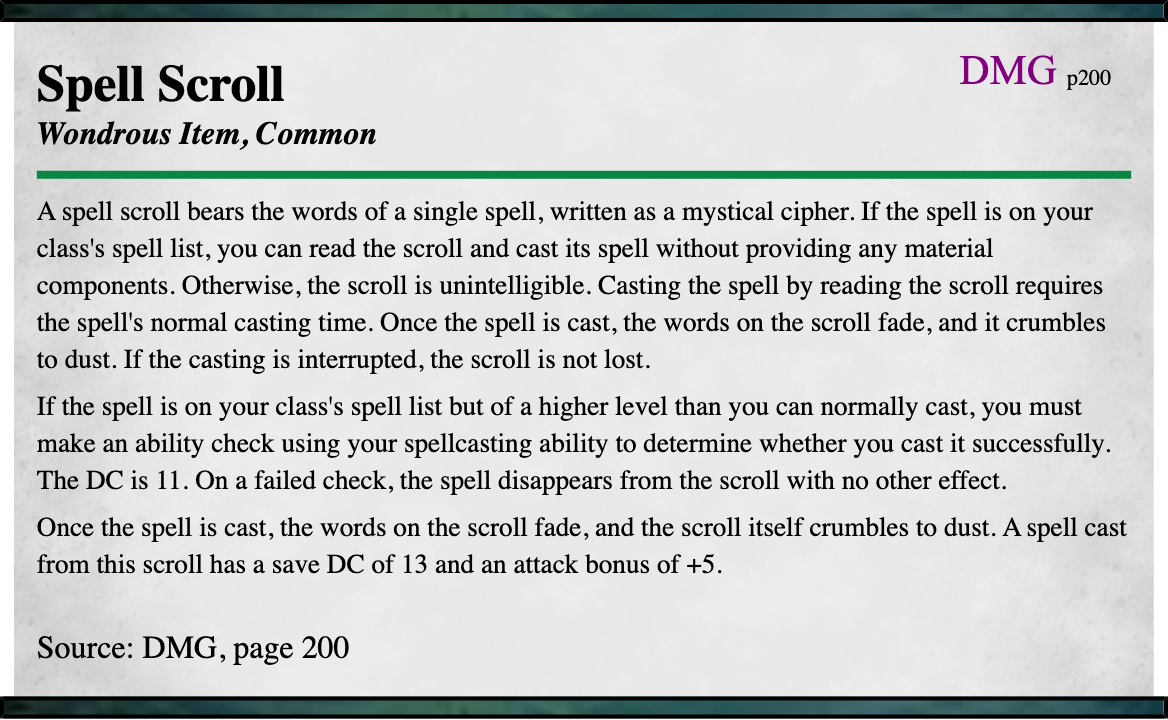 Spell Scroll
DMG p200
Wondrous Item, Common
A spell scroll bears the words of a single spell, written as a mystical cipher. If the spell is on your
class's spell list, you can read the scroll and cast its spell without providing any material
components. Otherwise, the scroll is unintelligible. Casting the spell by reading the scroll requires
the spell's normal casting time. Once the spell is cast, the words on the scroll fade, and it crumbles
to dust. If the casting is interrupted, the scroll is not lost.
If the spell is on your class's spell list but of a higher level than you can normally cast, you must
make an ability check using your spellcasting ability to determine whether you cast it successfully.
The DC is 11. On a failed check, the spell disappears from the scroll with no other effect.
Once the spell is cast, the words on the scroll fade, and the scroll itself crumbles to dust. A spell cast
from this scroll has a save DC of 13 and an attack bonus of +5.
Source: DMG, page 200